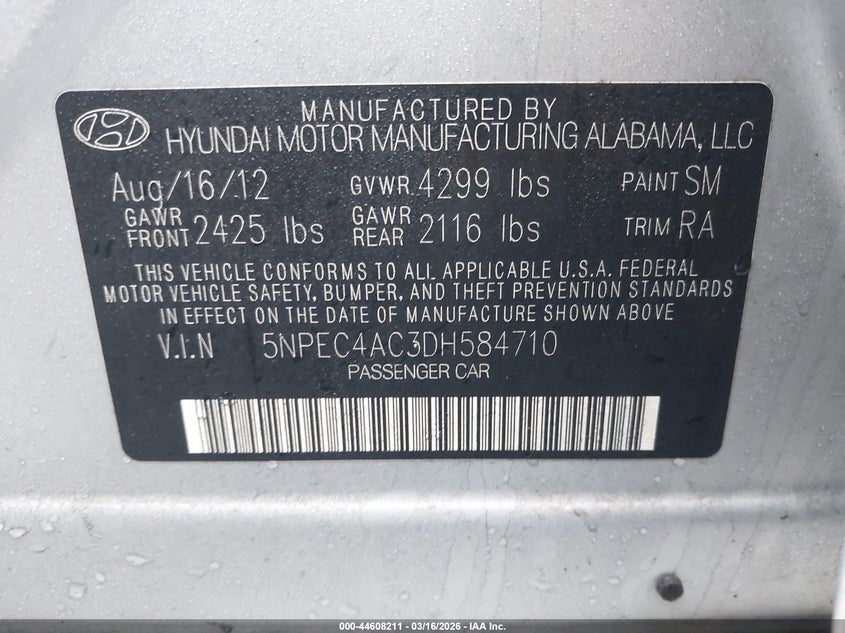 MANUFACTURED BY
HYUNDAI MOTOR MANUFACTURING ALABAMA, LLC
Aug/16/12 GVWR 4299 lbs PAINT SM
GAWR FRONT 2425 lbs GAWR REAR 2116 lbs TRIM RA
THIS VEHICLE CONFORMS TO ALL APPLICABLE U.S.A. FEDERAL
MOTOR VEHICLE SAFETY, BUMPER, AND THEFT PREVENTION STANDARDS
IN EFFECT ON THE DATE OF MANUFACTURE SHOWN ABOVE
V.I.N 5NPEC4AC3DH584710
PASSENGER CAR
000-44608211 - 03/16/2026 - IAA Inc.